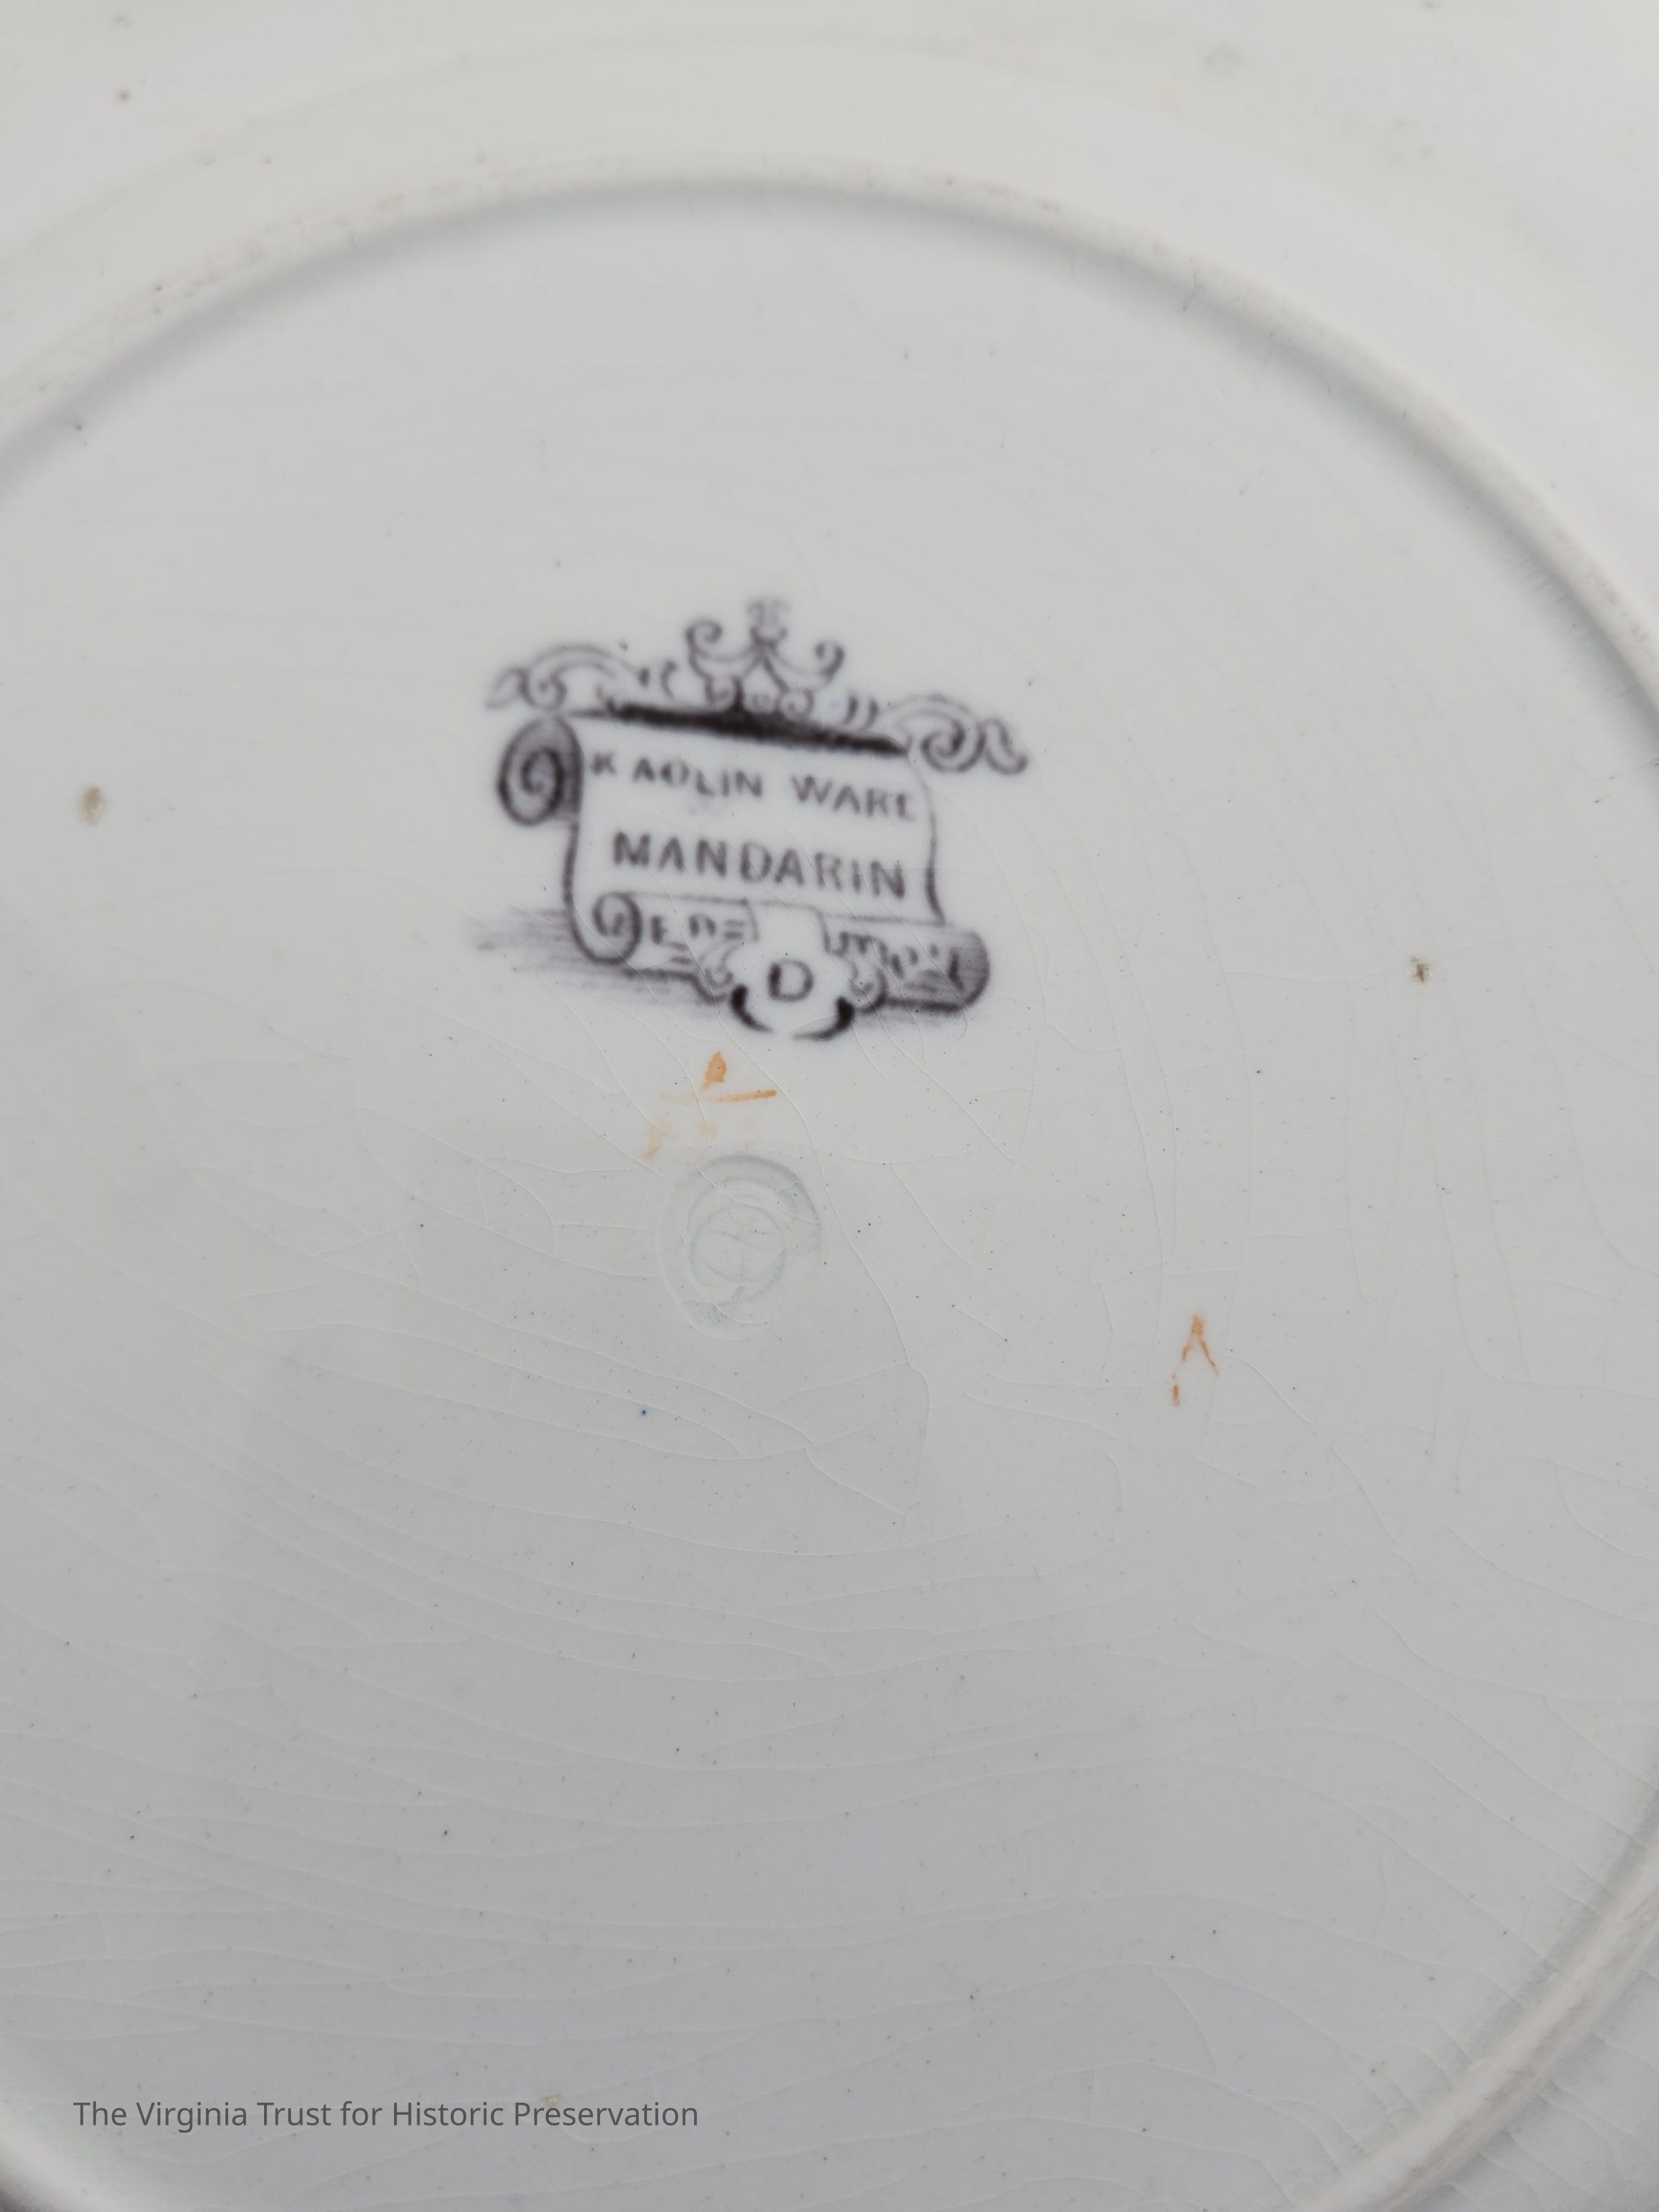 KAOLIN WARE
MANDARIN
D
The Virginia Trust for Historic Preservation